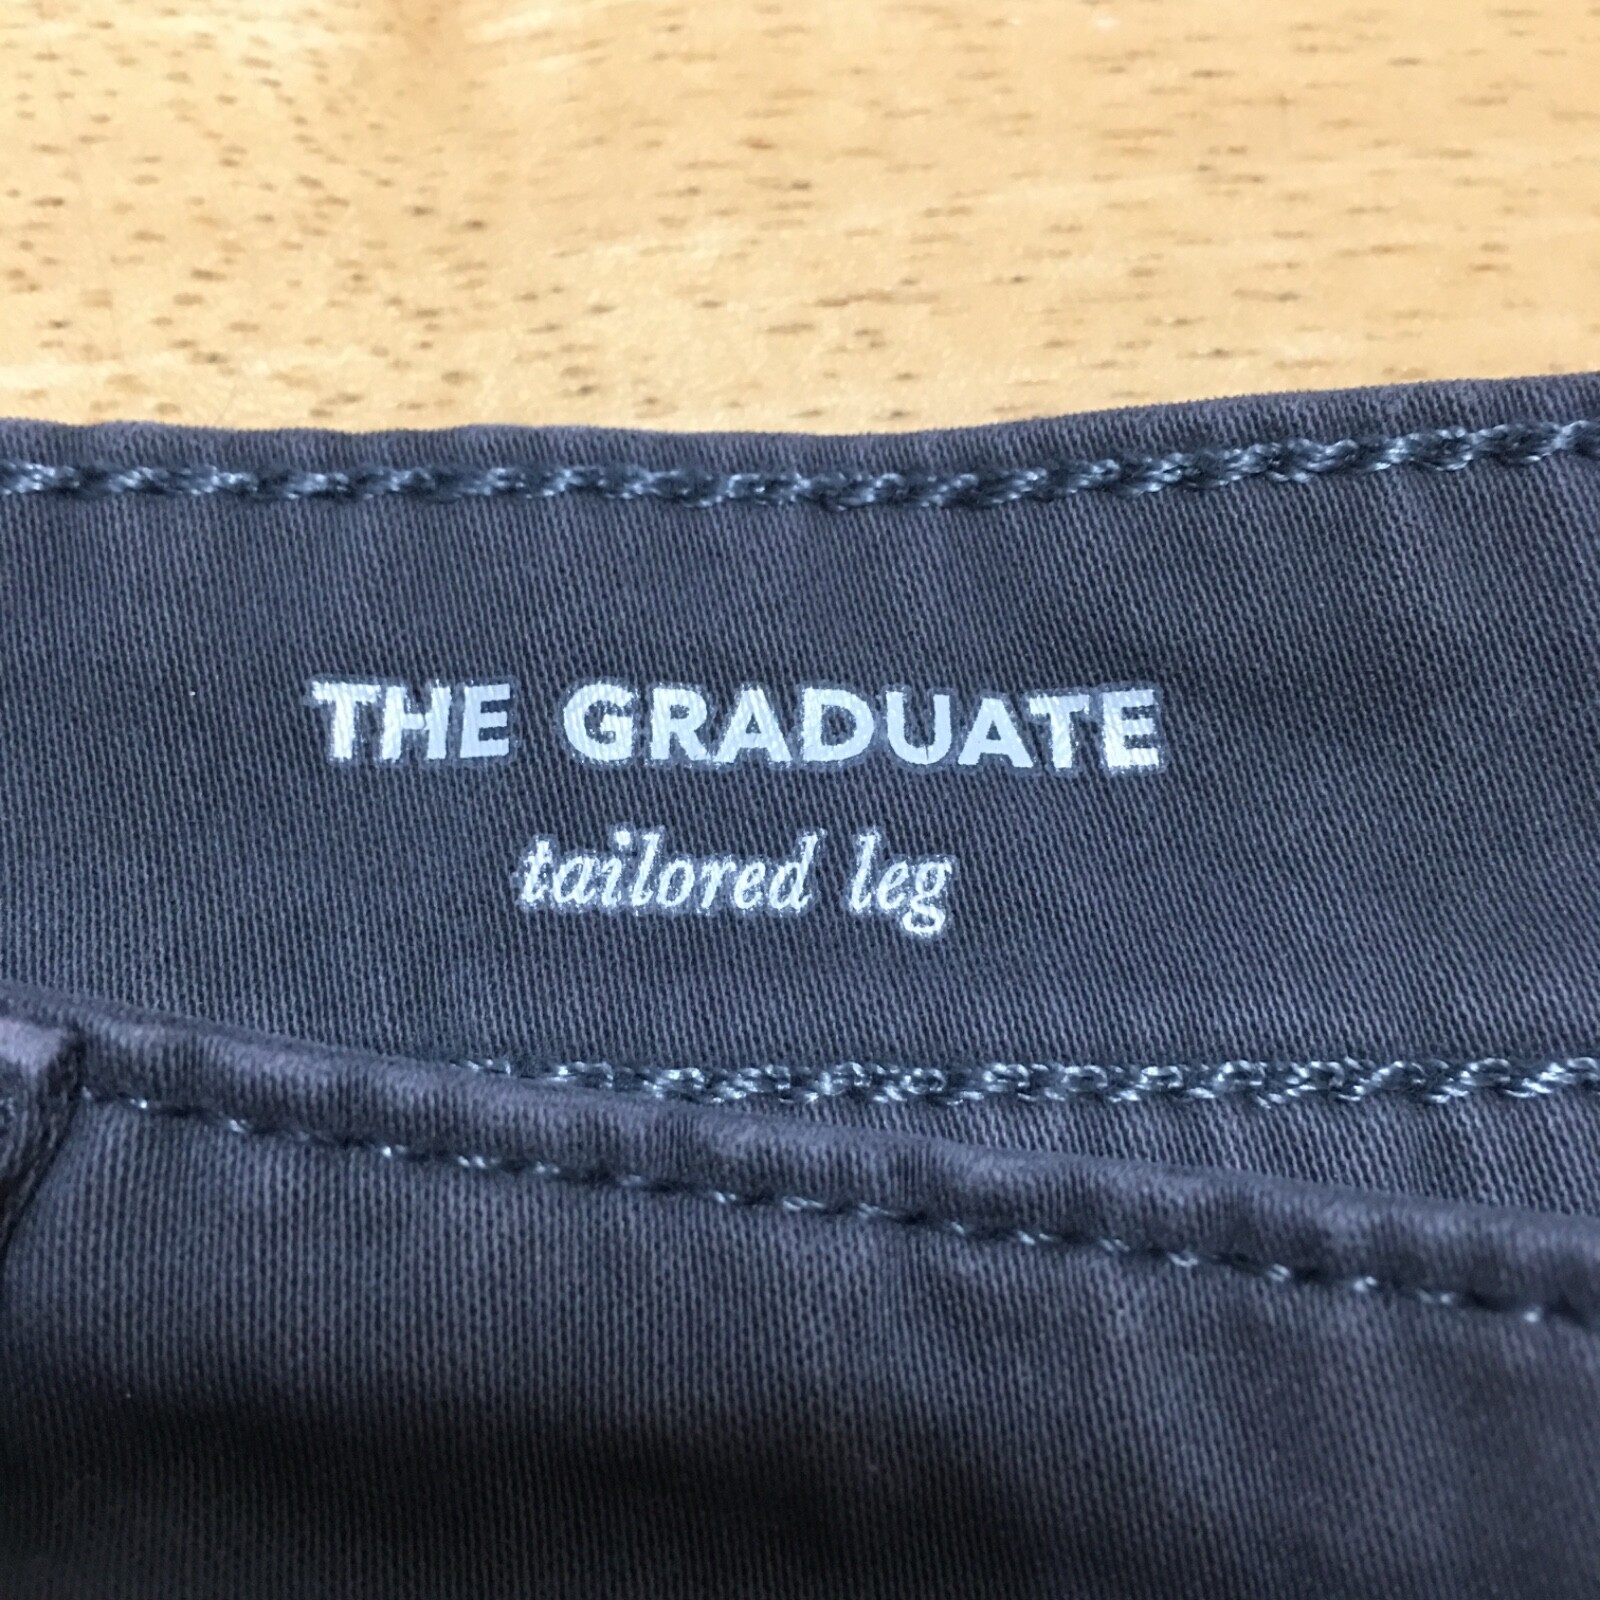 THE GRADUATE
tailored leg